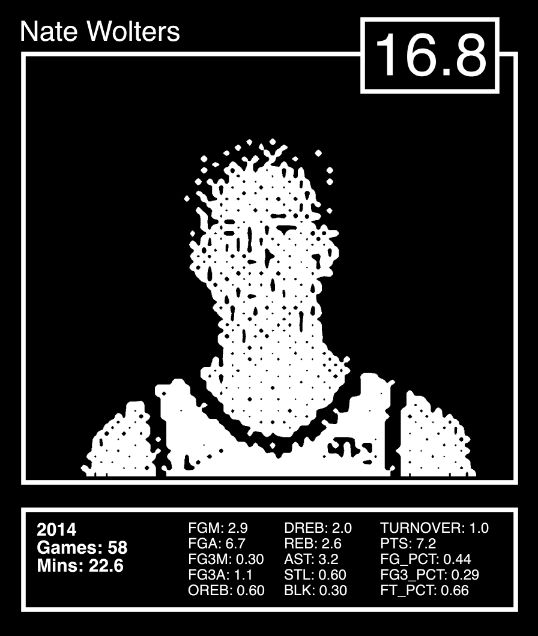 Nate Wolters
16.8
2014
Games: 58
Mins: 22.6
FGM: 2.9
FGA: 6.7
FG3M: 0.30
FG3A: 1.1
OREB: 0.60
DREB: 2.0
REB: 2.6
AST: 3.2
STL: 0.60
BLK: 0.30
TURNOVER: 1.0
PTS: 7.2
FG_PCT: 0.44
FG3_PCT: 0.29
FT_PCT: 0.66